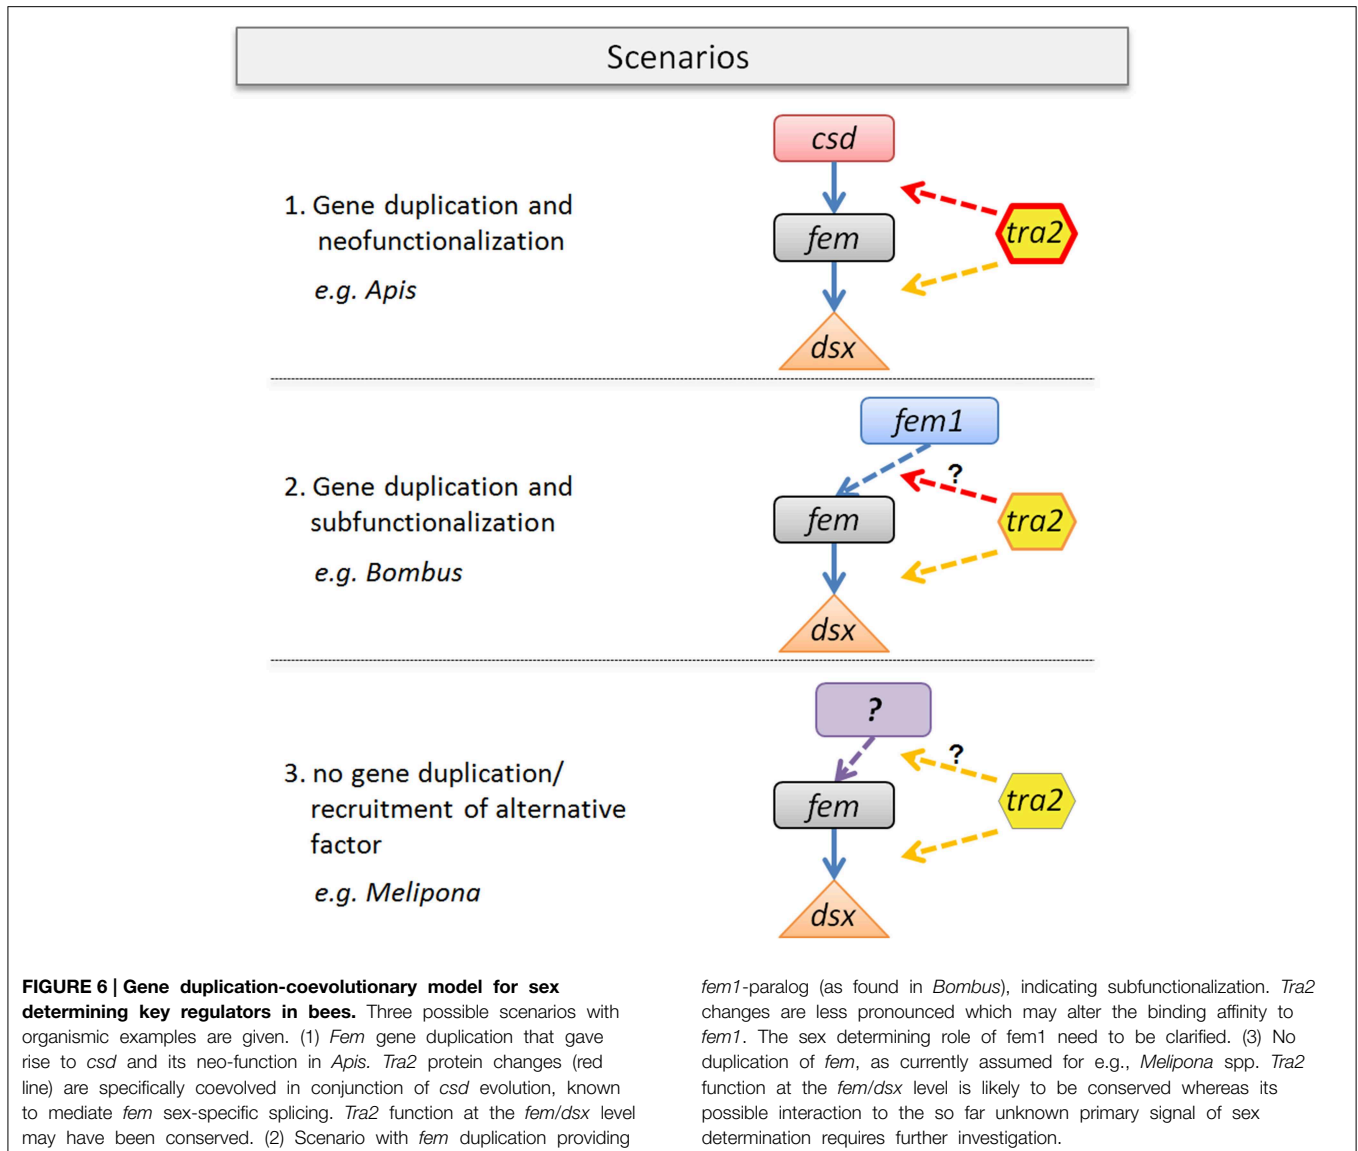 Scenarios
1. Gene duplication and
neofunctionalization
e.g. Apis
csd
fem
dsx
tra2
2. Gene duplication and
subfunctionalization
e.g. Bombus
fem1
?
fem
dsx
tra2
3. no gene duplication/
recruitment of alternative
factor
e.g. Melipona
?
?
fem
dsx
tra2
FIGURE 6 | Gene duplication-coevolutionary model for sex
determining key regulators in bees. Three possible scenarios with
organismic examples are given. (1) Fem gene duplication that gave
rise to csd and its neo-function in Apis. Tra2 protein changes (red
line) are specifically coevolved in conjunction of csd evolution, known
to mediate fem sex-specific splicing. Tra2 function at the fem/dsx level
may have been conserved. (2) Scenario with fem duplication providing
fem1-paralog (as found in Bombus), indicating subfunctionalization. Tra2
changes are less pronounced which may alter the binding affinity to
fem1. The sex determining role of fem1 need to be clarified. (3) No
duplication of fem, as currently assumed for e.g., Melipona spp. Tra2
function at the fem/dsx level is likely to be conserved whereas its
possible interaction to the so far unknown primary signal of sex
determination requires further investigation.